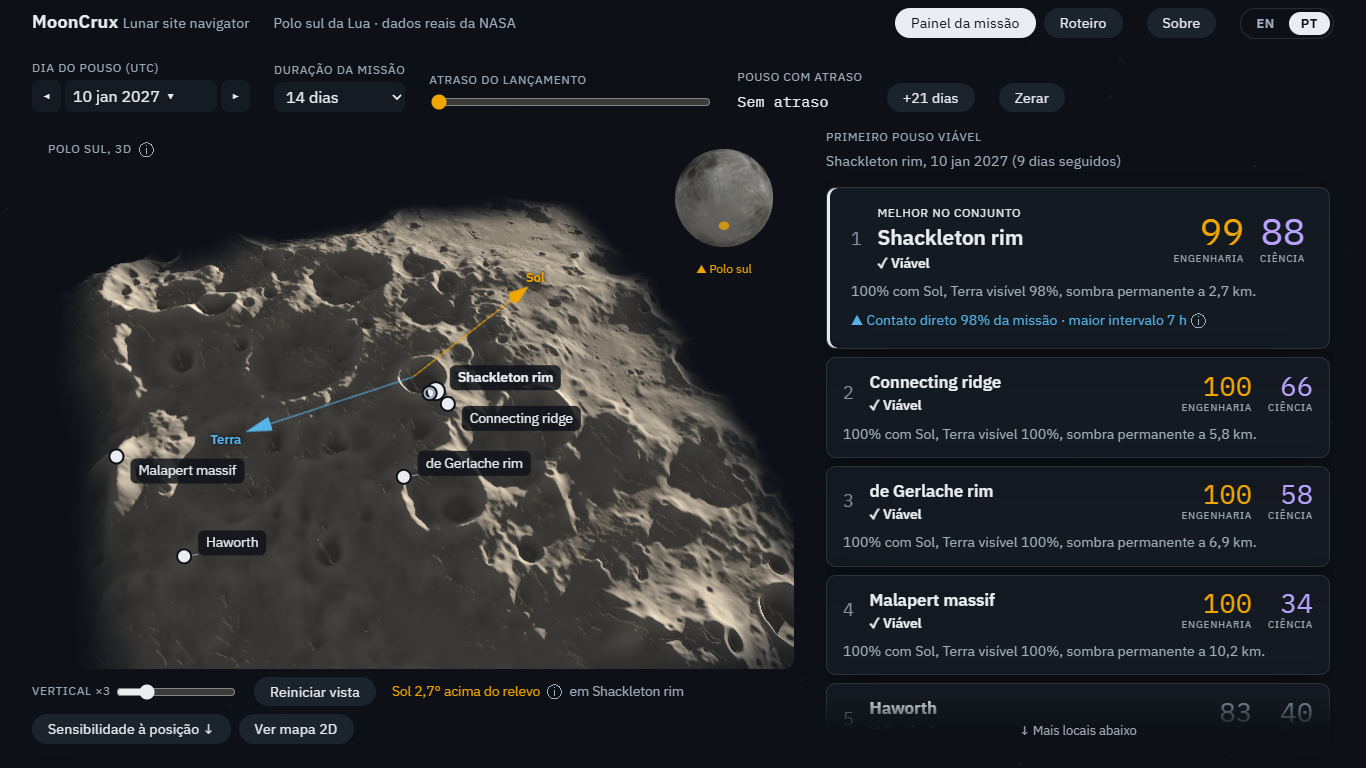 MoonCrux Lunar site navigator
Polo sul da Lua · dados reais da NASA
Painel da missão
Roteiro
Sobre
EN
PT
DIA DO POUSO (UTC)
◂ 10 jan 2027 ▾ ▸
DURAÇÃO DA MISSÃO
14 dias
ATRASO DO LANÇAMENTO
POUSO COM ATRASO
Sem atraso
+21 dias
Zerar
POLO SUL, 3D ⓘ
▲ Polo sul
Sol
Shackleton rim
Connecting ridge
Terra
de Gerlache rim
Malapert massif
Haworth
VERTICAL ×3
Reiniciar vista
Sol 2,7° acima do relevo ⓘ em Shackleton rim
Sensibilidade à posição ↓
Ver mapa 2D
PRIMEIRO POUSO VIÁVEL
Shackleton rim, 10 jan 2027 (9 dias seguidos)
MELHOR NO CONJUNTO
1 Shackleton rim
✓ Viável
99 ENGENHARIA
88 CIÊNCIA
100% com Sol, Terra visível 98%, sombra permanente a 2,7 km.
▲ Contato direto 98% da missão · maior intervalo 7 h ⓘ
2 Connecting ridge
✓ Viável
100 ENGENHARIA
66 CIÊNCIA
100% com Sol, Terra visível 100%, sombra permanente a 5,8 km.
3 de Gerlache rim
✓ Viável
100 ENGENHARIA
58 CIÊNCIA
100% com Sol, Terra visível 100%, sombra permanente a 6,9 km.
4 Malapert massif
✓ Viável
100 ENGENHARIA
34 CIÊNCIA
100% com Sol, Terra visível 100%, sombra permanente a 10,2 km.
5 Haworth
83
40
↓ Mais locais abaixo